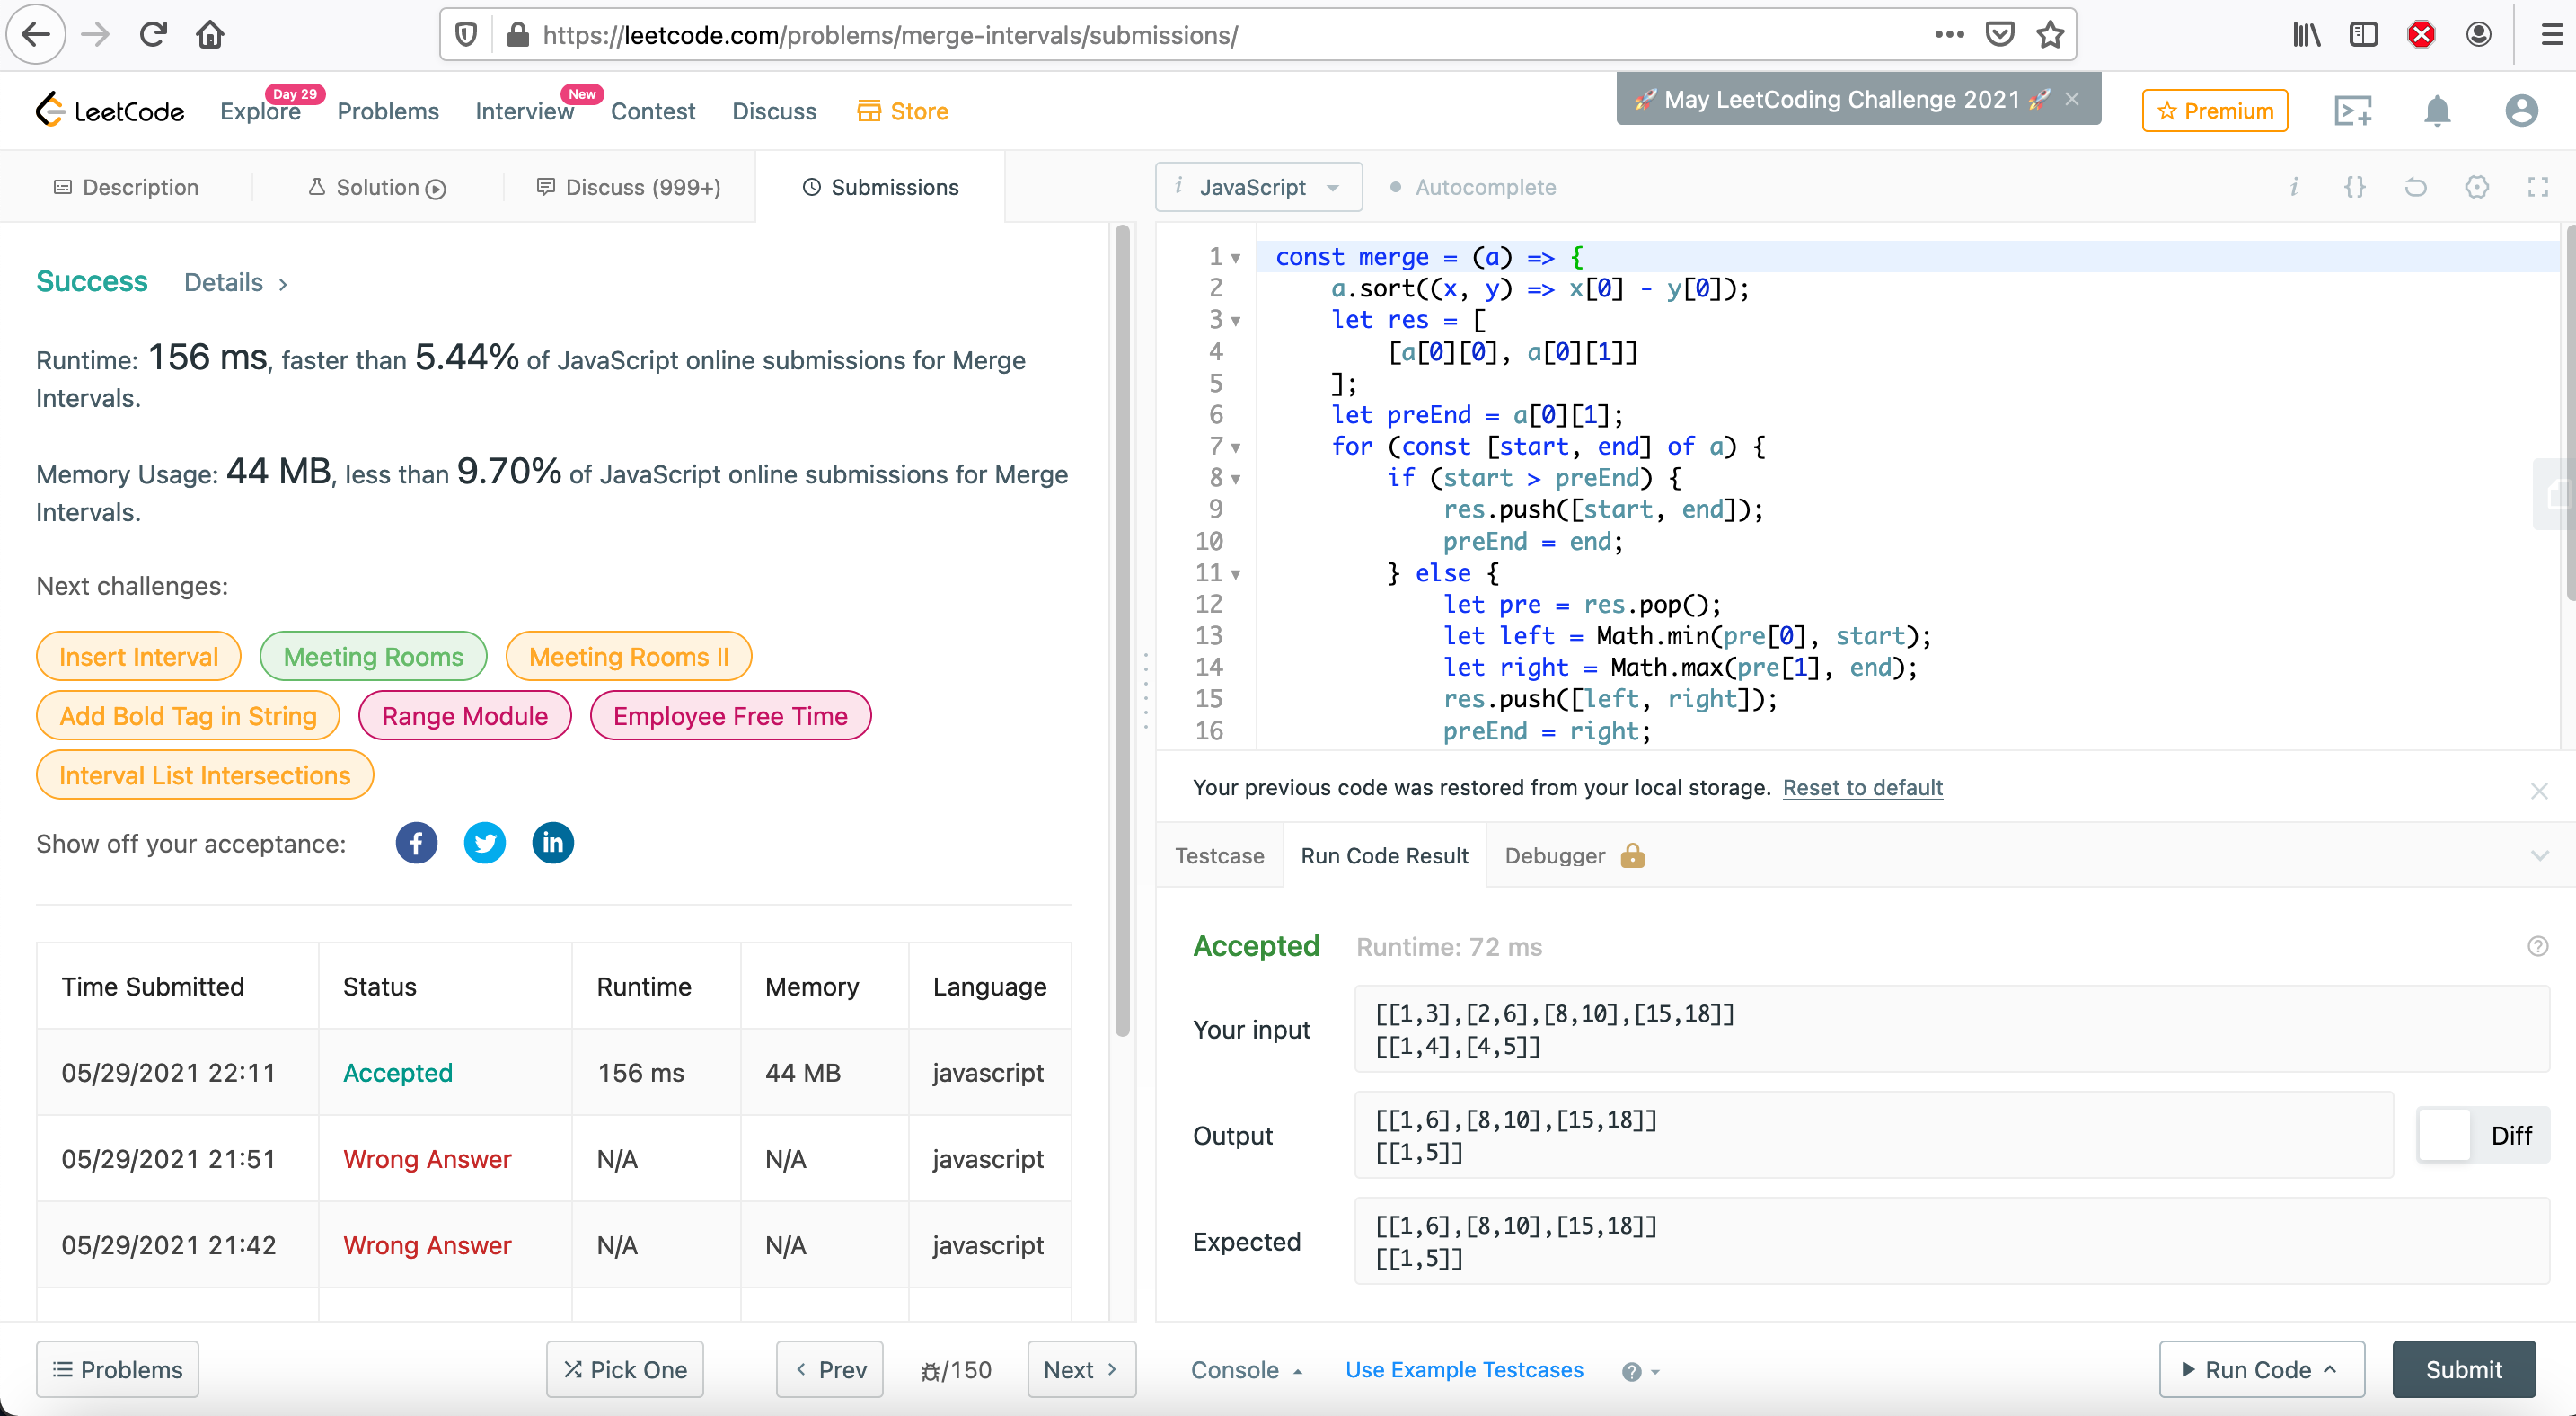 https://leetcode.com/problems/merge-intervals/submissions/
LeetCode
Explore
Day 29
Problems
Interview
New
Contest
Discuss
Store
🚀 May LeetCoding Challenge 2021 🚀 ×
Premium
Description
Solution
Discuss (999+)
Submissions
i JavaScript
Autocomplete
i {}
Success Details >
Runtime: 156 ms, faster than 5.44% of JavaScript online submissions for Merge
Intervals.
Memory Usage: 44 MB, less than 9.70% of JavaScript online submissions for Merge
Intervals.
Next challenges:
Insert Interval
Meeting Rooms
Meeting Rooms II
Add Bold Tag in String
Range Module
Employee Free Time
Interval List Intersections
Show off your acceptance:
f
in
Time Submitted Status Runtime Memory Language
05/29/2021 22:11 Accepted 156 ms 44 MB javascript
05/29/2021 21:51 Wrong Answer N/A N/A javascript
05/29/2021 21:42 Wrong Answer N/A N/A javascript
Problems
Pick One
< Prev
/150
Next >
1 const merge = (a) => {
2     a.sort((x, y) => x[0] - y[0]);
3     let res = [
4         [a[0][0], a[0][1]]
5     ];
6     let preEnd = a[0][1];
7     for (const [start, end] of a) {
8         if (start > preEnd) {
9             res.push([start, end]);
10             preEnd = end;
11         } else {
12             let pre = res.pop();
13             let left = Math.min(pre[0], start);
14             let right = Math.max(pre[1], end);
15             res.push([left, right]);
16             preEnd = right;
Your previous code was restored from your local storage. Reset to default
Testcase
Run Code Result
Debugger
Accepted Runtime: 72 ms
?
Your input
[[1,3],[2,6],[8,10],[15,18]]
[[1,4],[4,5]]
Output
[[1,6],[8,10],[15,18]]
[[1,5]]
Diff
Expected
[[1,6],[8,10],[15,18]]
[[1,5]]
Console
Use Example Testcases
?
Run Code
Submit